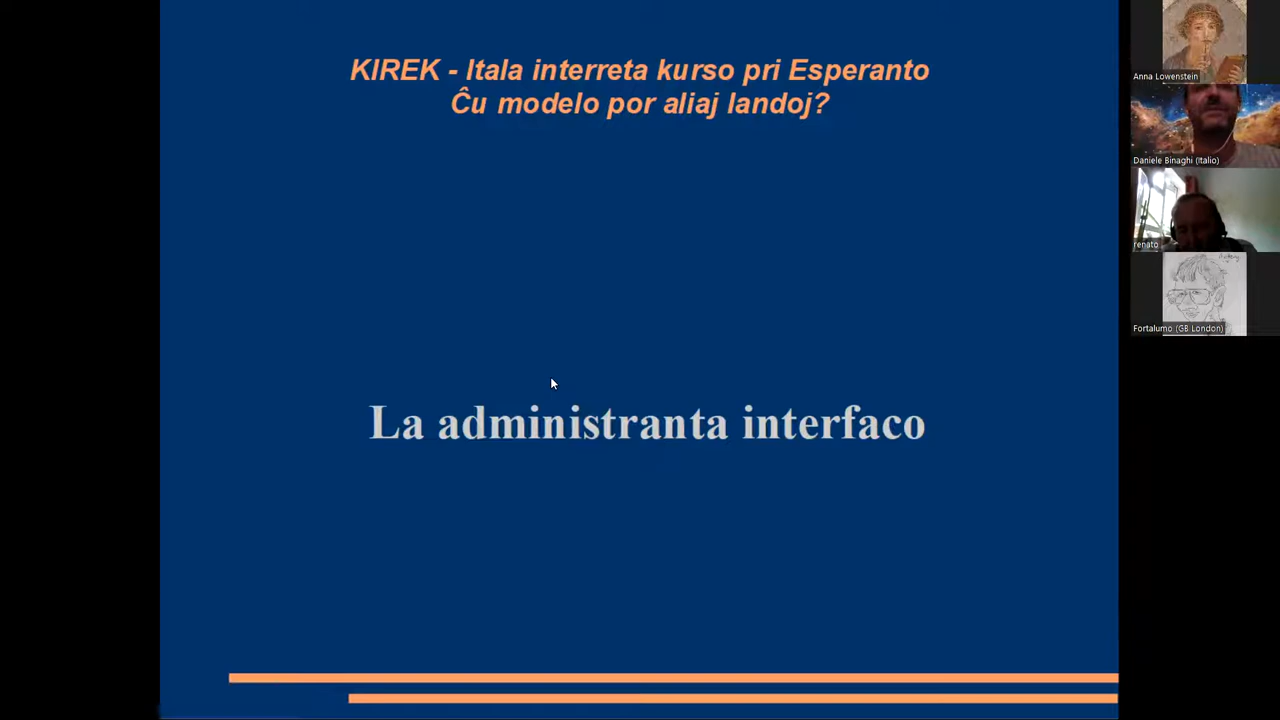 KIREK - Itala interreta kurso pri Esperanto
Ĉu modelo por aliaj landoj?
La administranta interfaco
Anna Lowenstein
Daniele Binaghi (Italio)
renato
Fortalumo (GB London)